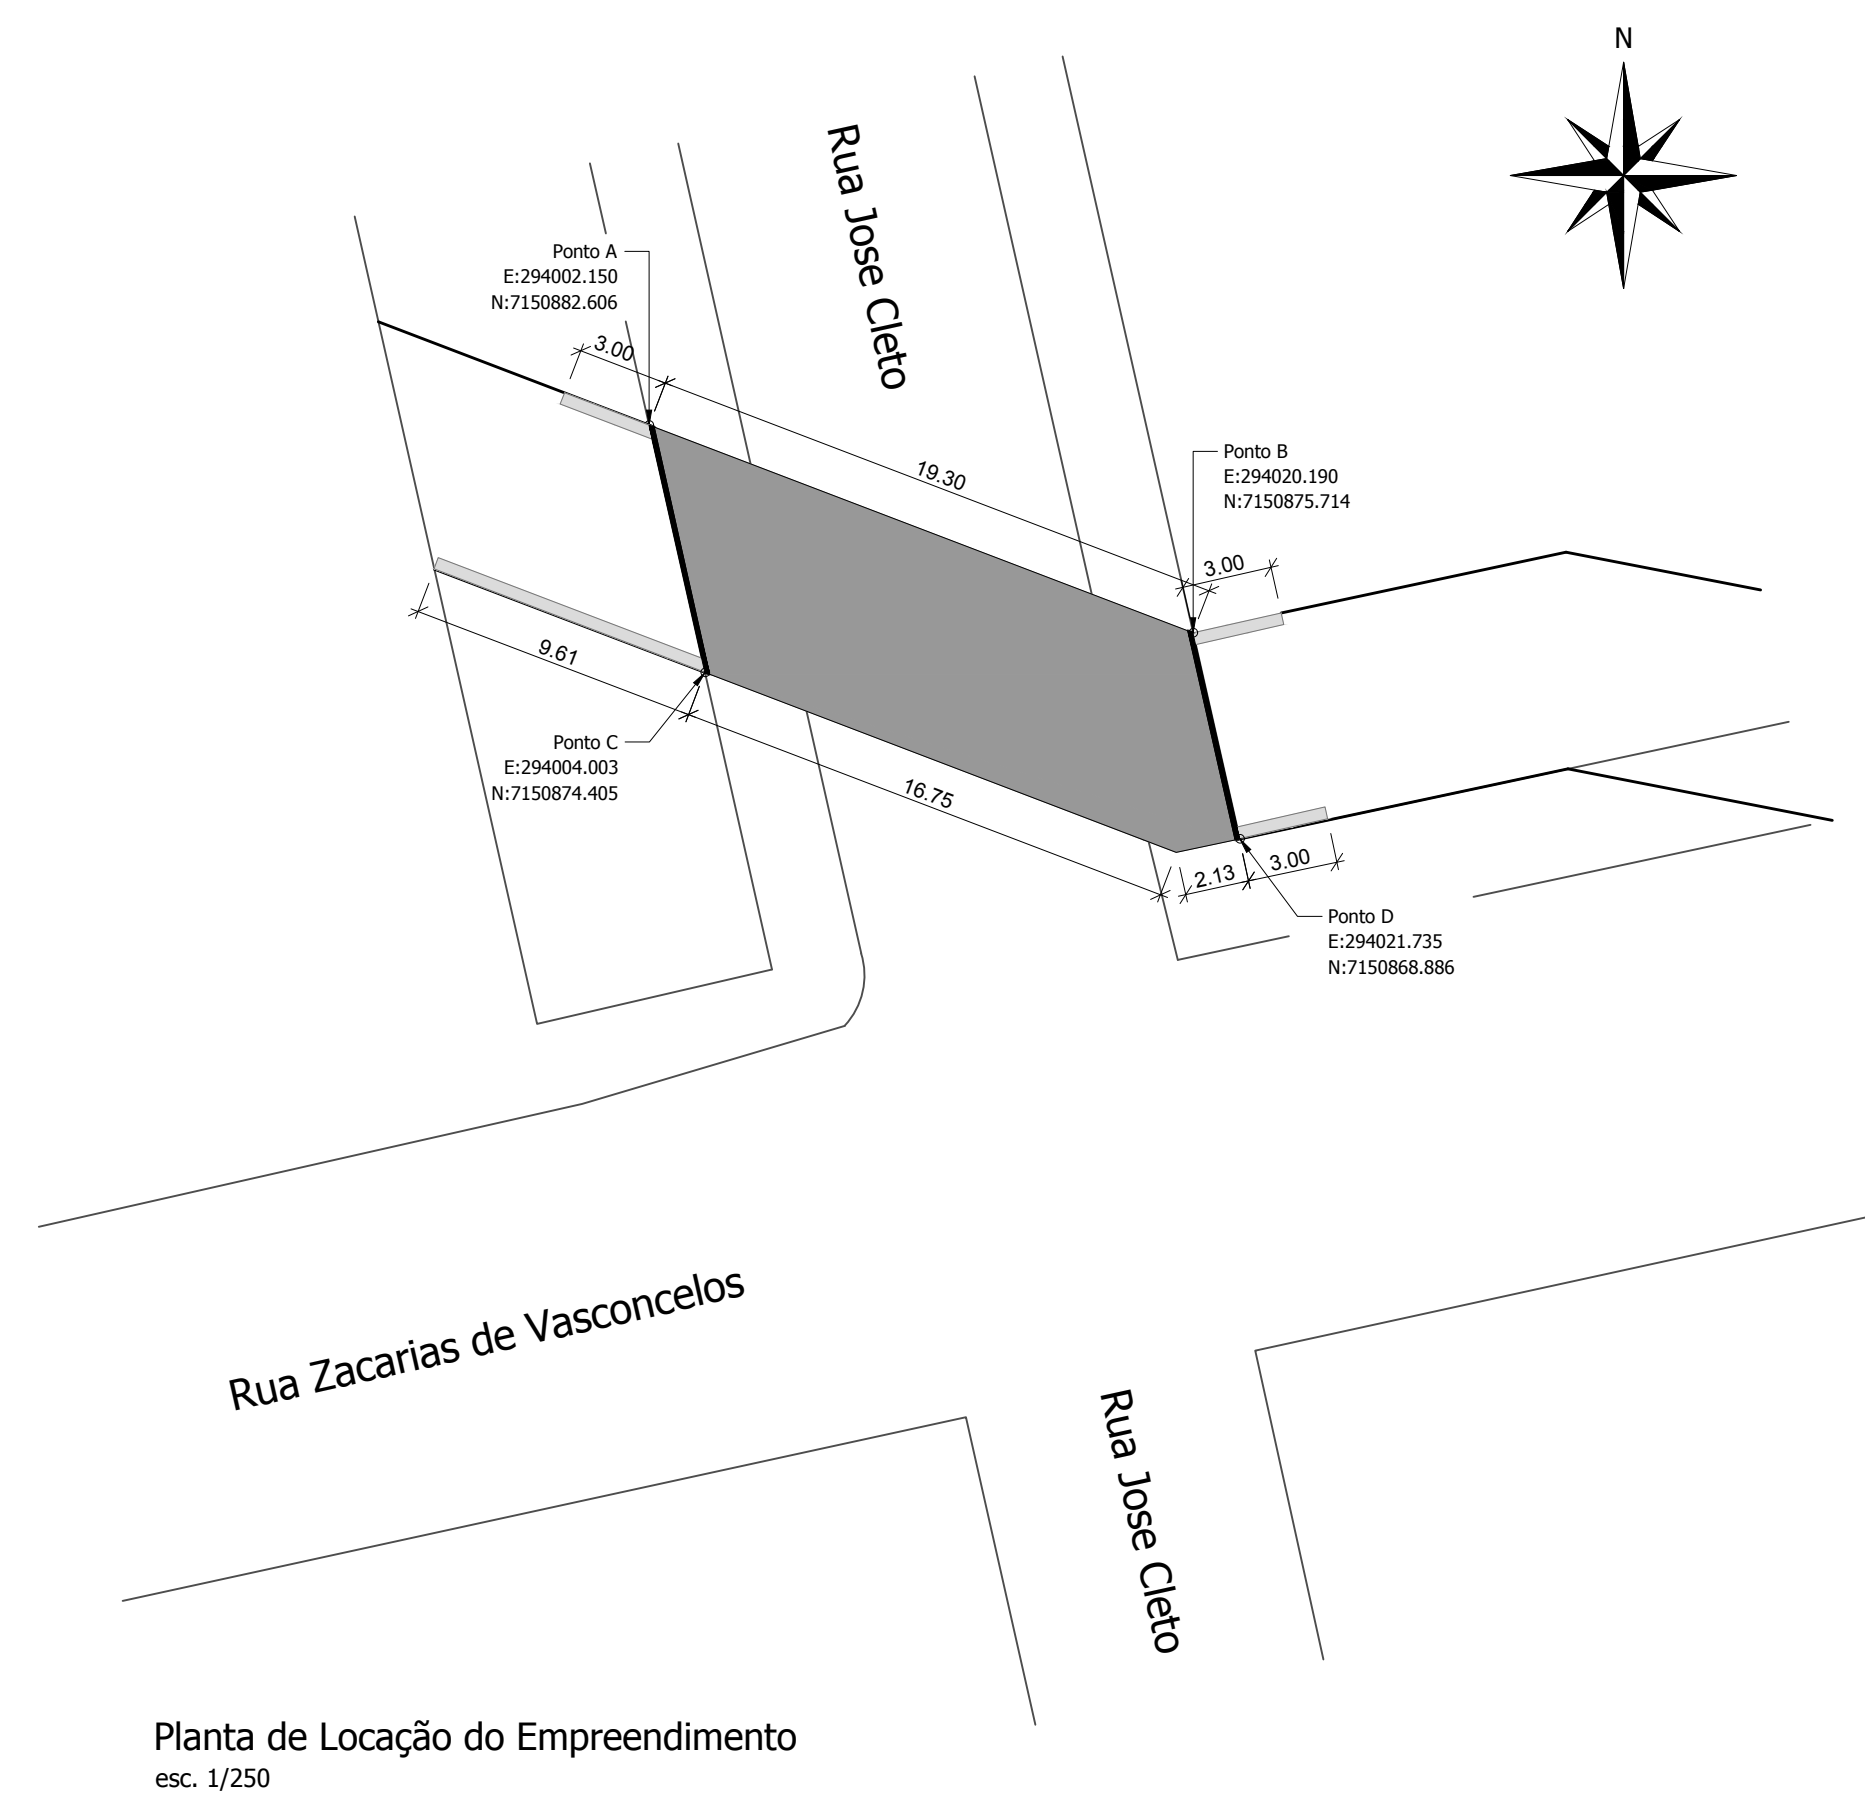 N
Rua Jose Cleto
Ponto A
E:294002.150
N:7150882.606
3.00
19.30
Ponto B
E:294020.190
N:7150875.714
3.00
9.61
Ponto C
E:294004.003
N:7150874.405
16.75
2.13
3.00
Ponto D
E:294021.735
N:7150868.886
Rua Zacarias de Vasconcelos
Rua Jose Cleto
Planta de Locação do Empreendimento
esc. 1/250